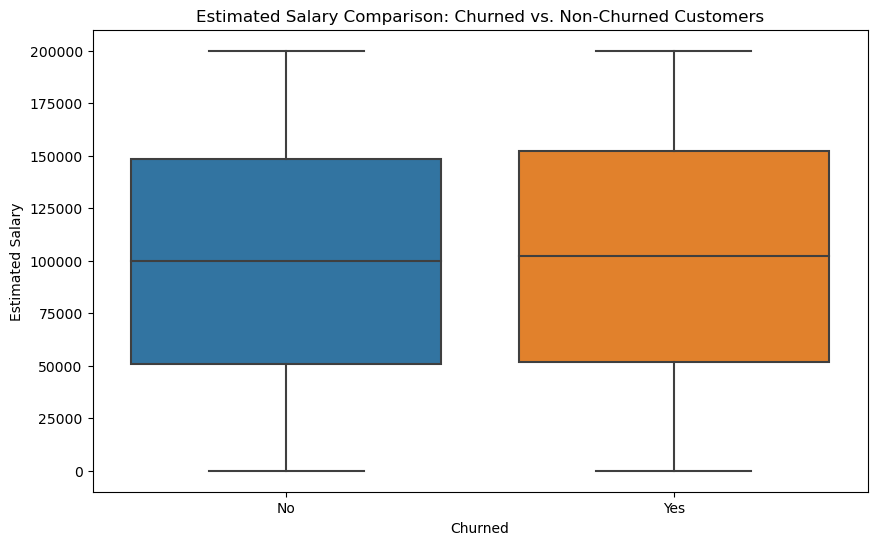 Estimated Salary Comparison: Churned vs. Non-Churned Customers
Estimated Salary
200000
175000
150000
125000
100000
75000
50000
25000
0
No
Yes
Churned